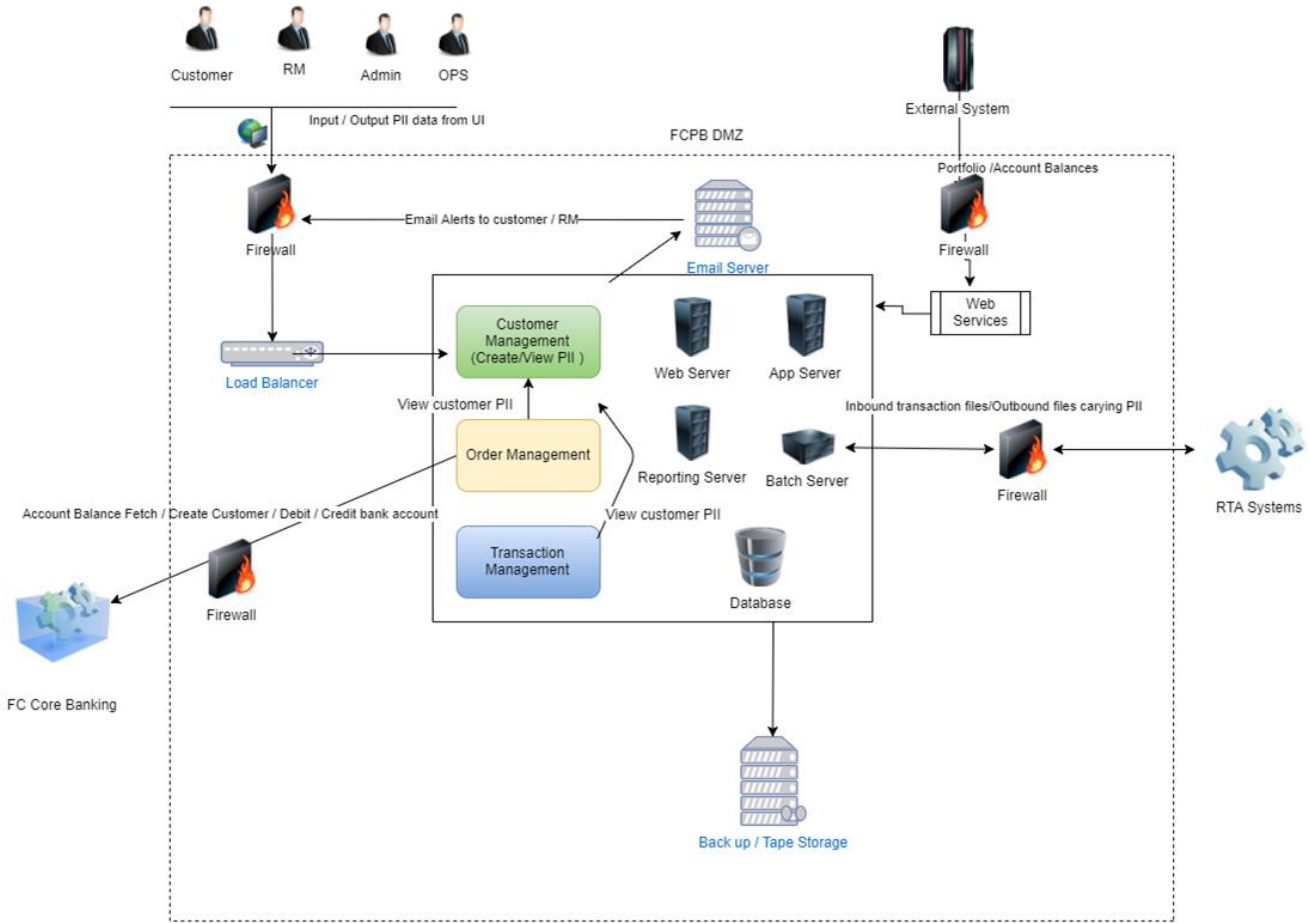 Customer
RM
Admin
OPS
External System
Input / Output PII data from UI
FCPB DMZ
Portfolio /Account Balances
Firewall
Email Alerts to customer / RM
Email Server
Firewall
Web
Services
Customer
Management
(Create/View PII )
Web Server
App Server
Load Balancer
View customer PII
Inbound transaction files/Outbound files carying PII
Order Management
Reporting Server
Batch Server
Firewall
RTA Systems
Account Balance Fetch / Create Customer / Debit / Credit bank account
View customer PII
Transaction
Management
Firewall
Database
FC Core Banking
Back up / Tape Storage